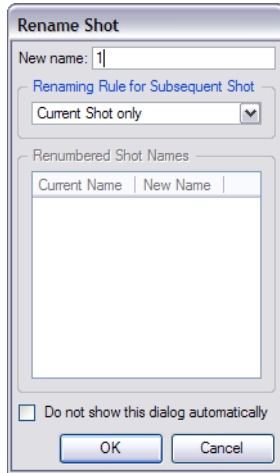 Rename Shot
New name: 1
Renaming Rule for Subsequent Shot
Current Shot only
Renumbered Shot Names
Current Name New Name
Do not show this dialog automatically
OK Cancel